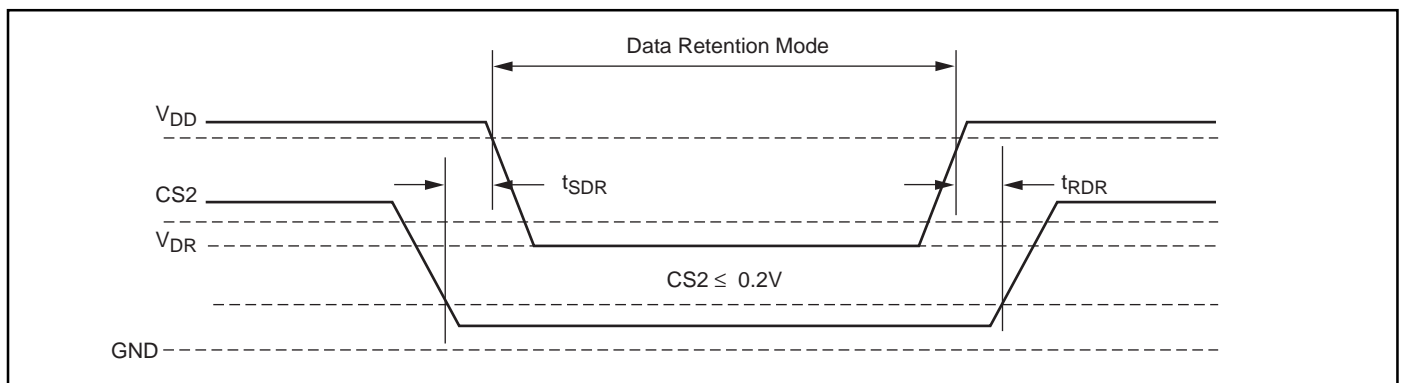 Data Retention Mode
VDD
tSDR
tRDR
CS2
VDR
CS2 ≤ 0.2V
GND